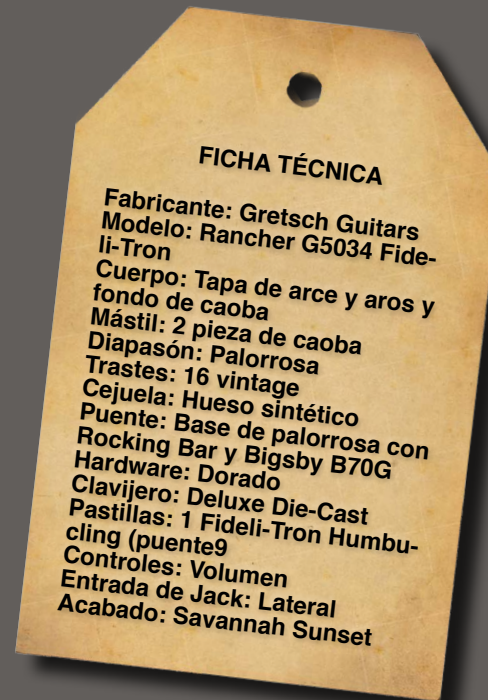 FICHA TÉCNICA
Fabricante: Gretsch Guitars
Modelo: Rancher G5034 Fide-
li-Tron
Cuerpo: Tapa de arce y aros y
fondo de caoba
Mástil: 2 pieza de caoba
Diapasón: Palorrosa
Trastes: 16 vintage
Cejuela: Hueso sintético
Puente: Base de palorrosa con
Rocking Bar y Bigsby B70G
Hardware: Dorado
Clavijero: Deluxe Die-Cast
Pastillas: 1 Fideli-Tron Humbu-
cling (puente9
Controles: Volumen
Entrada de Jack: Lateral
Acabado: Savannah Sunset